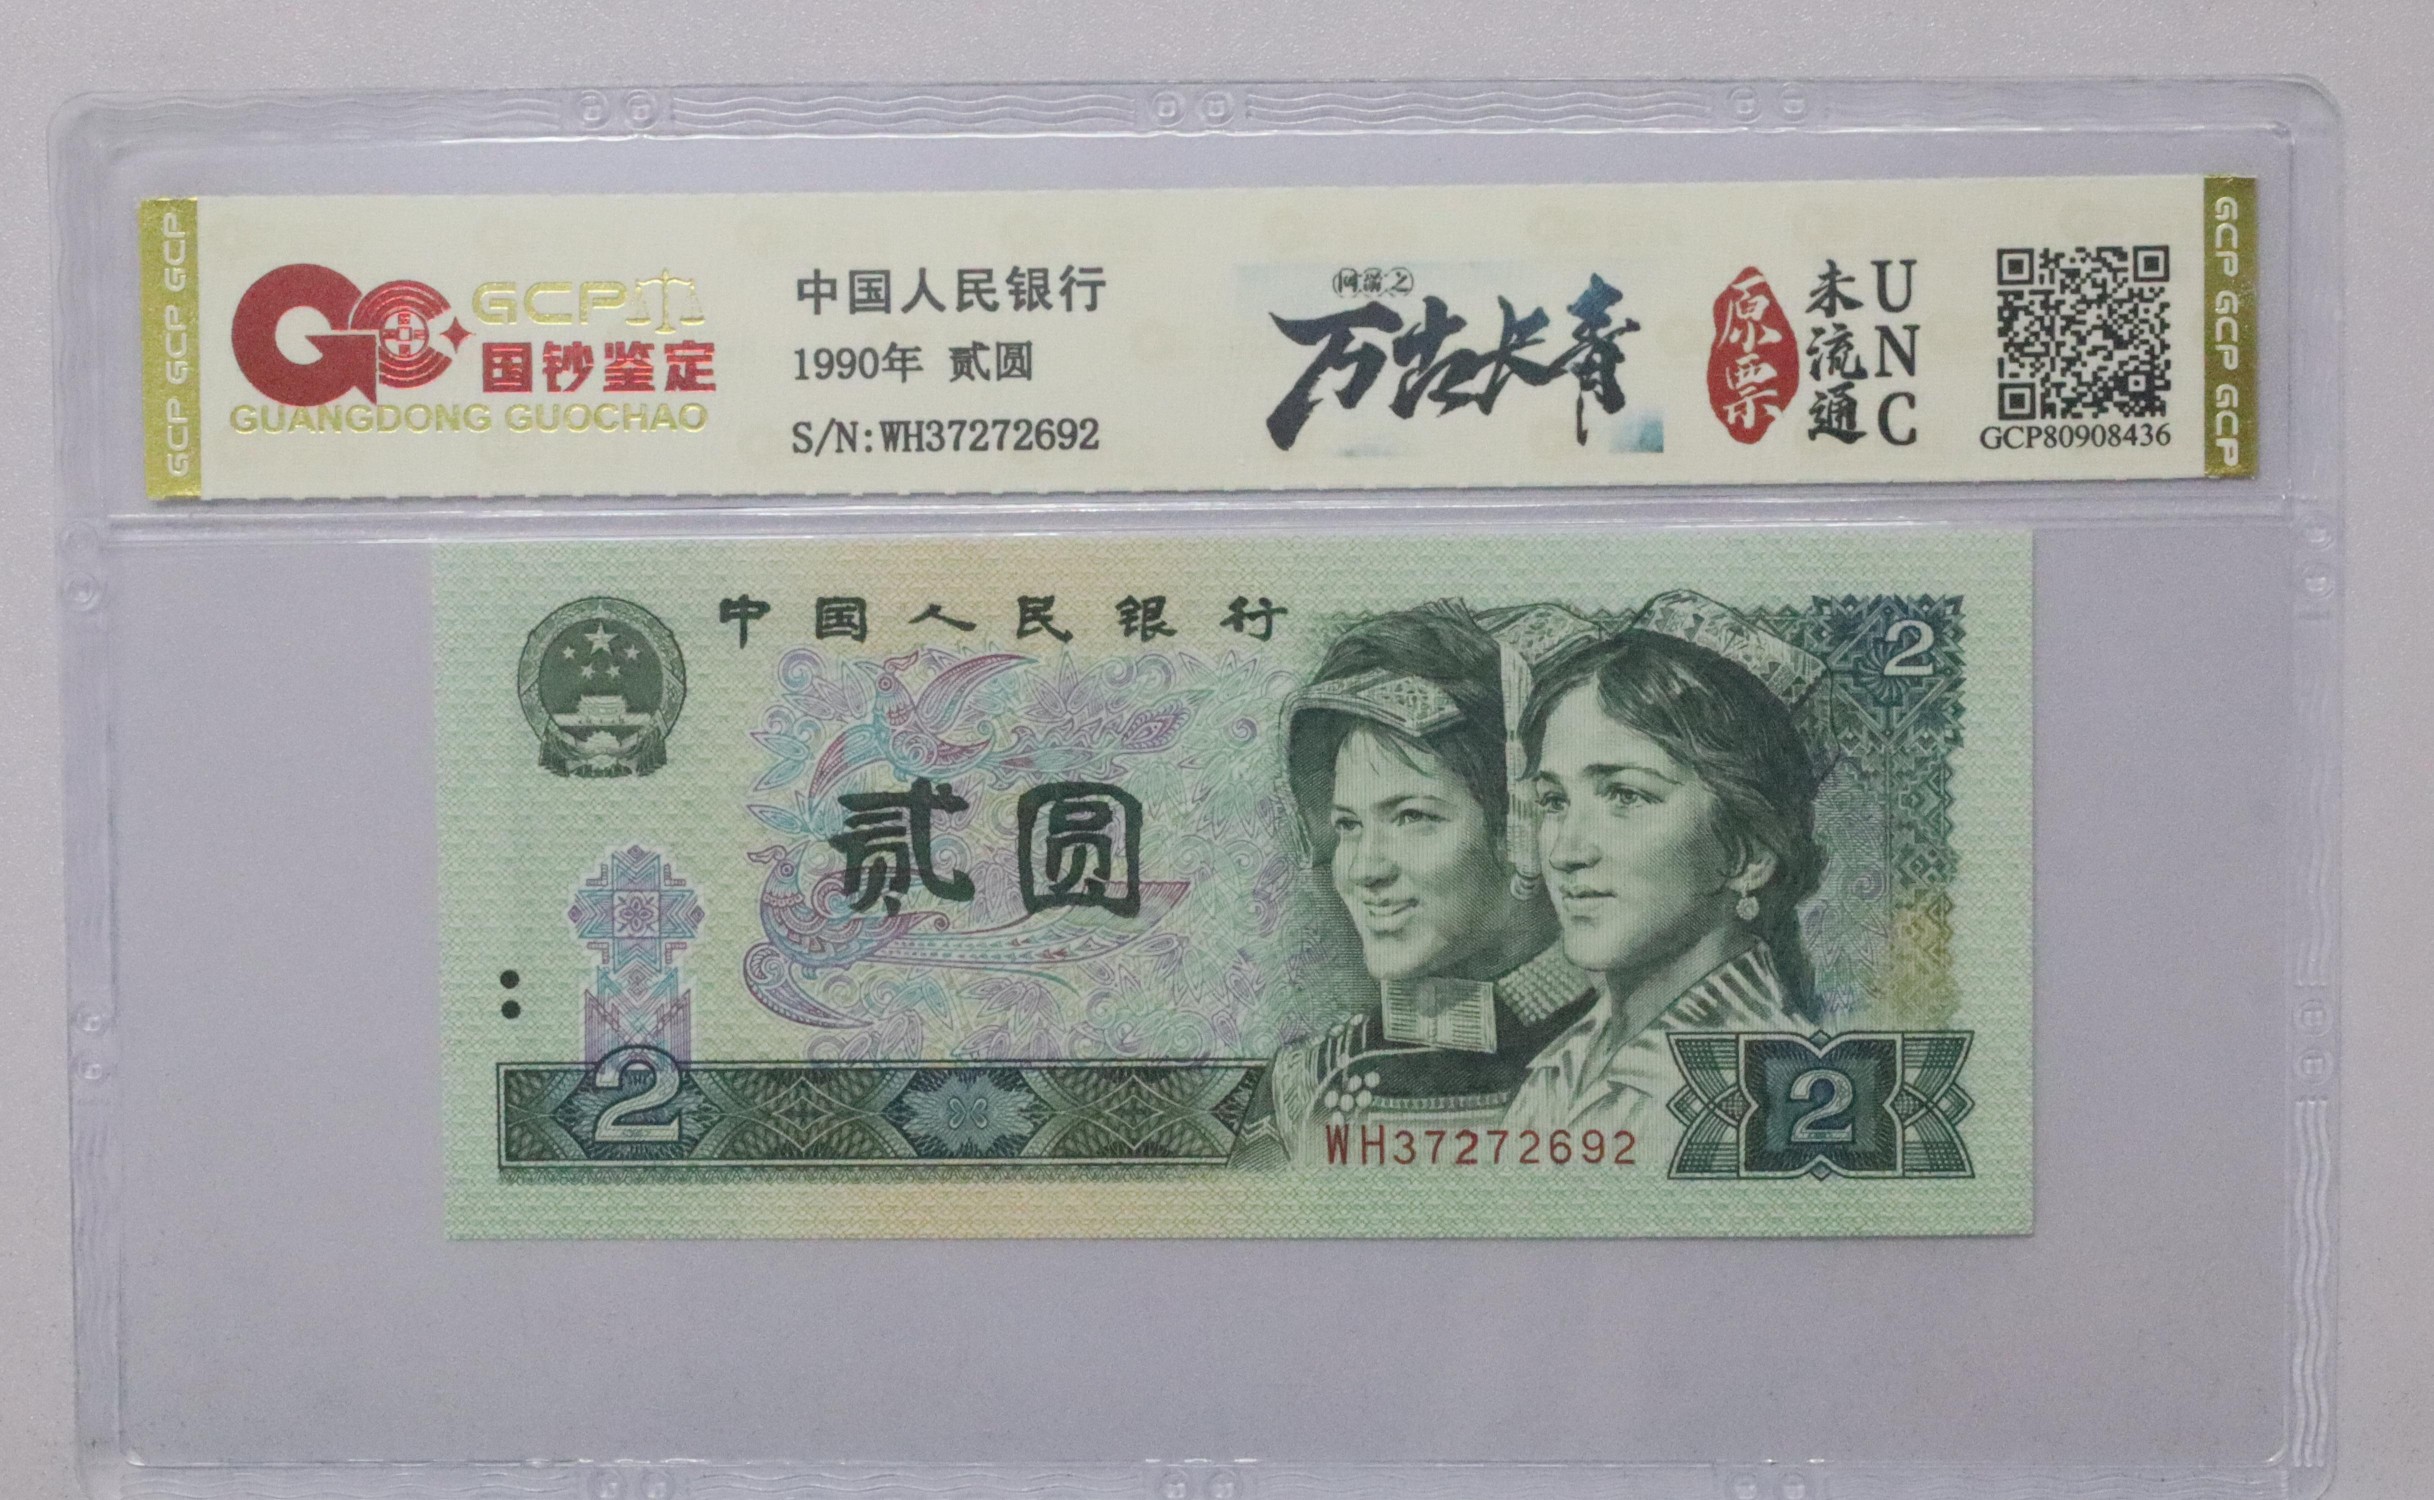 GCP GCP GCP
GCP
国钞鉴定
GUANGDONG GUOCHAO
中国人民银行
1990年 贰圆
S/N:WH37272692
万古长青
原票
未流通
UNC
GCP80908436
GCP GCP GCP GCP
中国人民银行
2
贰圆
2
2
WH37272692